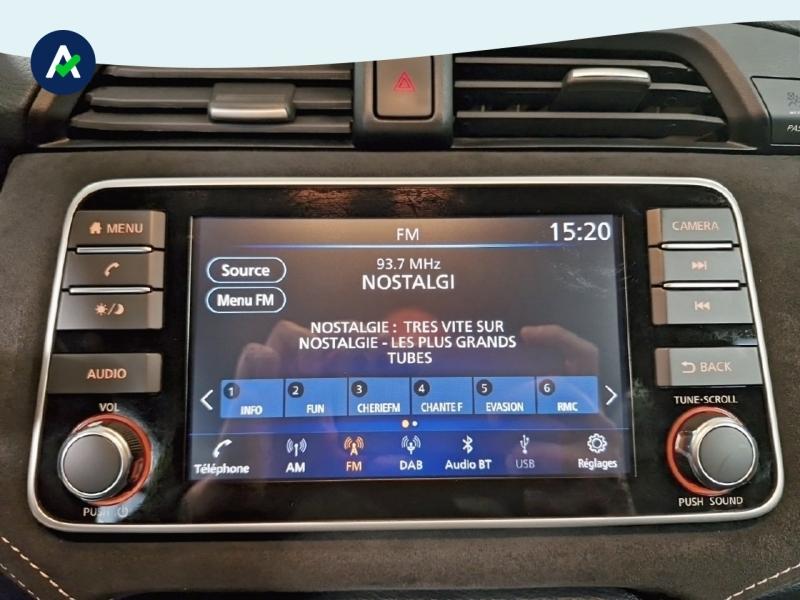 MENU
CAMERA
FM
15:20
Source
93.7 MHz
NOSTALGI
Menu FM
NOSTALGIE : TRES VITE SUR
NOSTALGIE - LES PLUS GRANDS
TUBES
AUDIO
BACK
1 INFO
2 FUN
3 CHERIEFM
4 CHANTE F
5 EVASION
6 RMC
VOL
TUNE·SCROLL
Téléphone
AM
FM
DAB
Audio BT
USB
Réglages
PUSH
PUSH SOUND